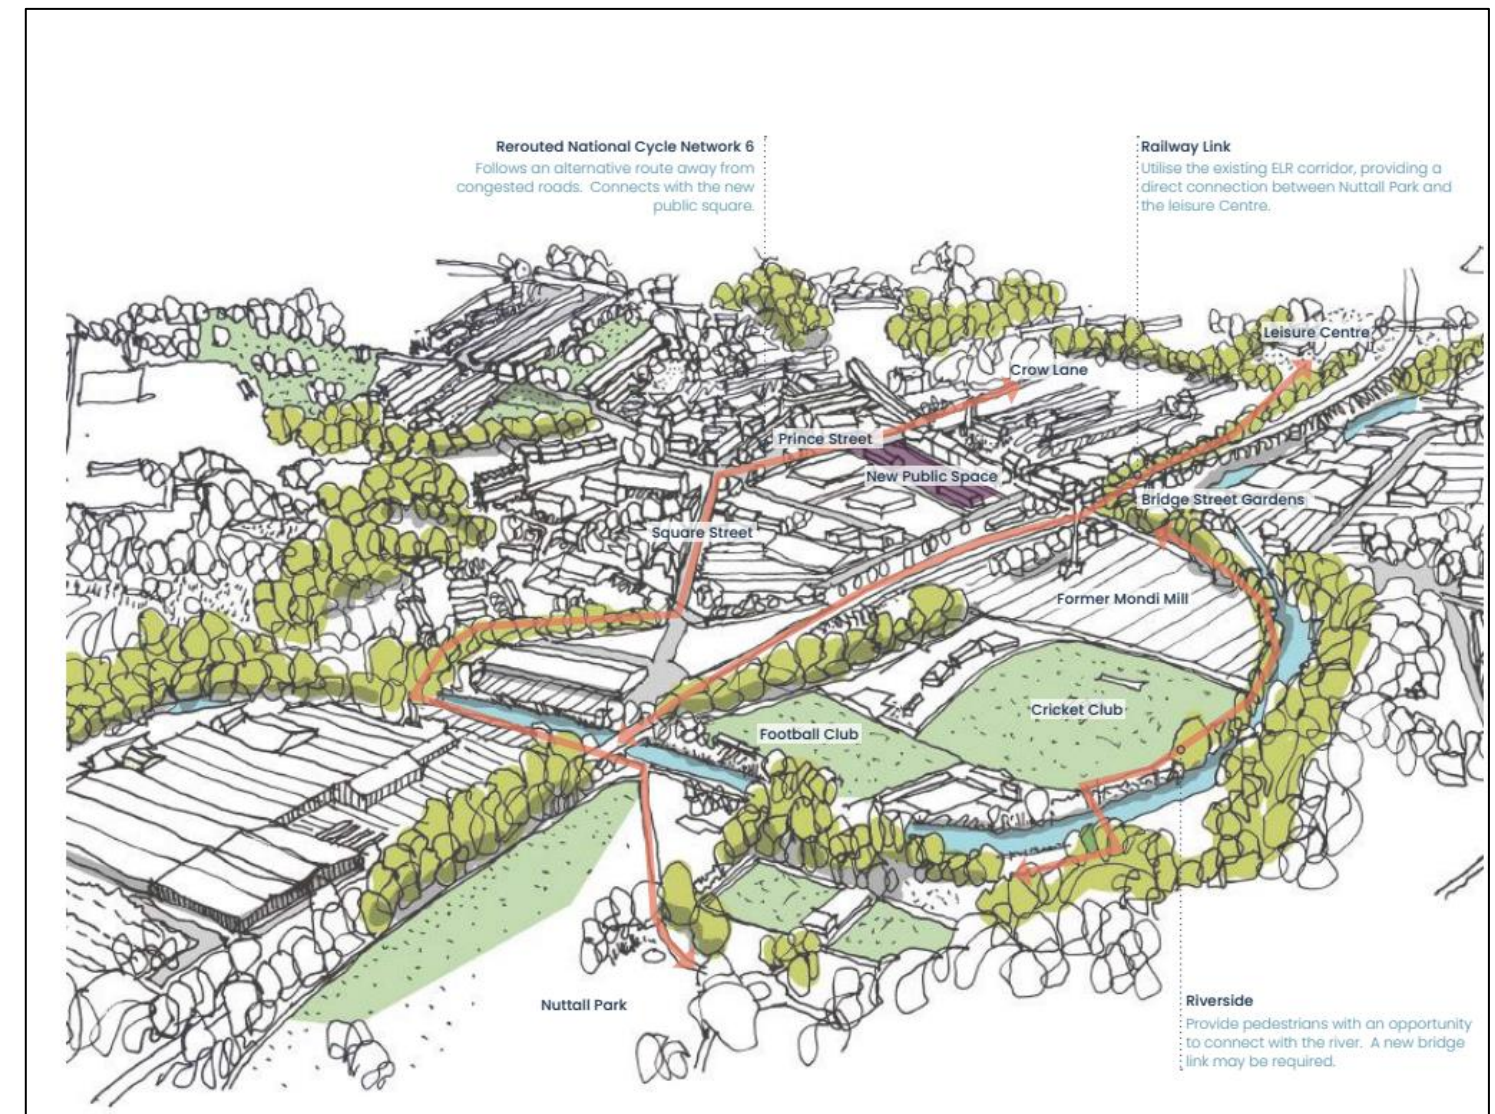 Rerouted National Cycle Network 6
Follows an alternative route away from
congested roads. Connects with the new
public square.
Railway Link
Utilise the existing ELR corridor, providing a
direct connection between Nuttall Park and
the leisure Centre.
Leisure Centre
Crow Lane
Prince Street
New Public Space
Bridge Street Gardens
Square Street
Former Mondi Mill
Cricket Club
Football Club
Nuttall Park
Riverside
Provide pedestrians with an opportunity
to connect with the river. A new bridge
link may be required.